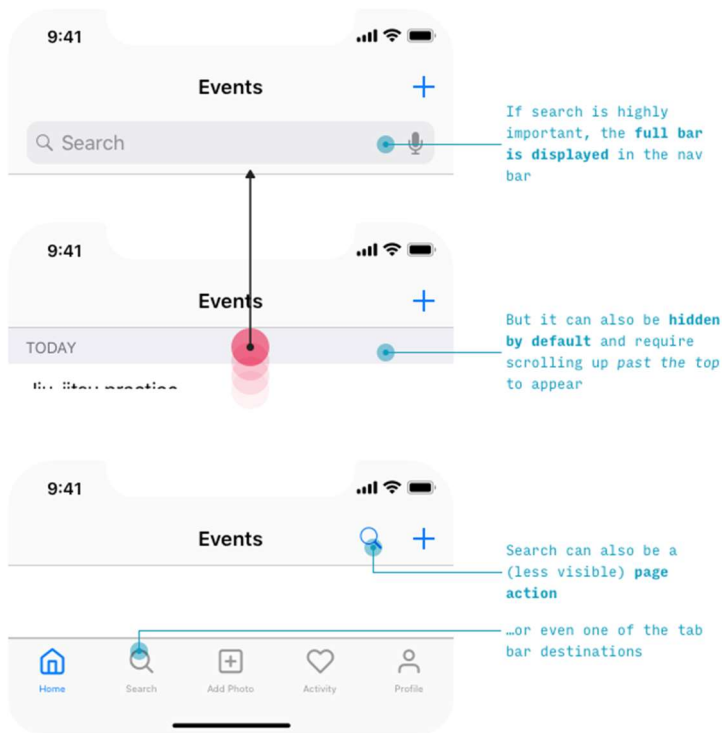 9:41
Events
Search
If search is highly
important, the full bar
is displayed in the nav
bar
9:41
Events
TODAY
Jiu-jitsu practice
But it can also be hidden
by default and require
scrolling up past the top
to appear
9:41
Events
Search can also be a
(less visible) page
action
…or even one of the tab
bar destinations
Home Search Add Photo Activity Profile